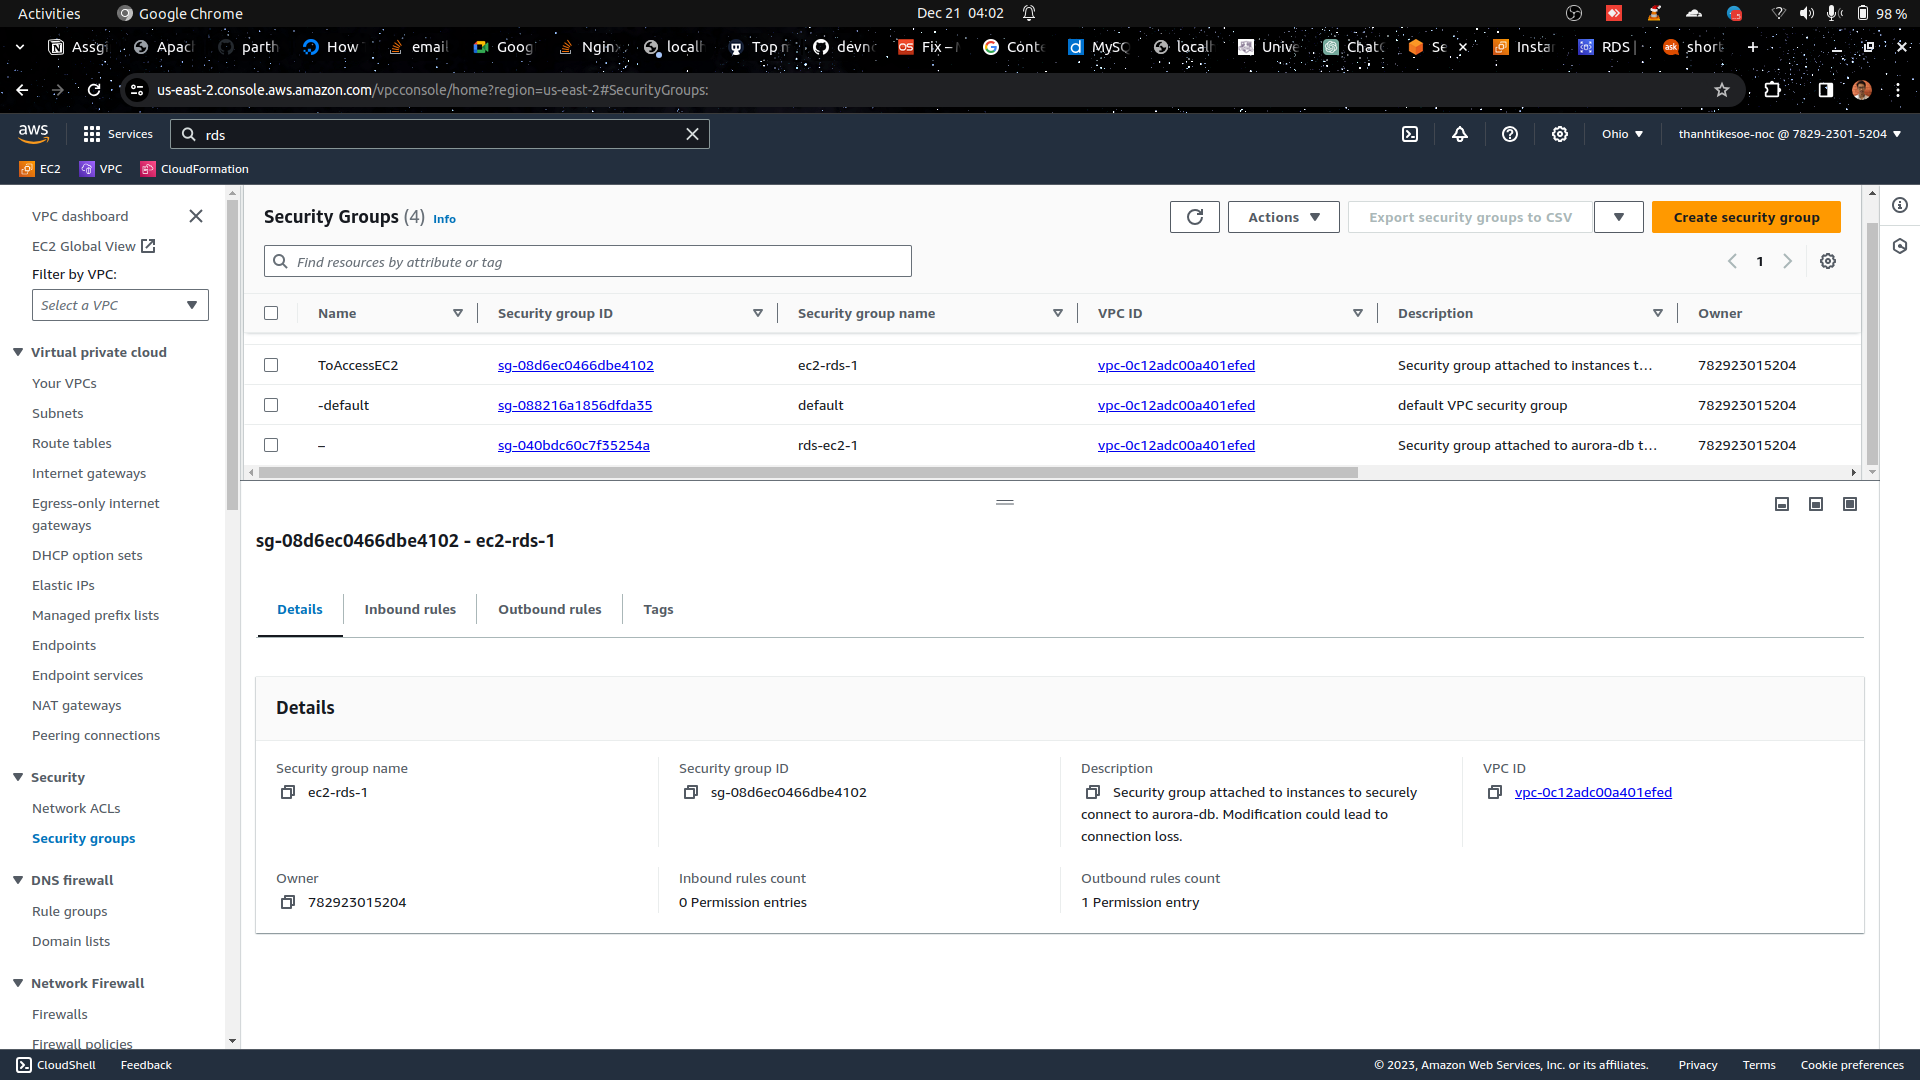 Activities
Google Chrome
Dec 21 04:02
98 %
Assi
Apac
parth
How
email
Goog
Ngin
localh
Top n
devno
Fix – M
Conte
MySQ
localh
Unive
ChatG
Se
Insta
RDS |
short
us-east-2.console.aws.amazon.com/vpcconsole/home?region=us-east-2#SecurityGroups:
aws
Services
rds
Ohio
thanhtikesoe-noc @ 7829-2301-5204
EC2
VPC
CloudFormation
VPC dashboard
EC2 Global View
Filter by VPC:
Select a VPC
Virtual private cloud
Your VPCs
Subnets
Route tables
Internet gateways
Egress-only internet
gateways
DHCP option sets
Elastic IPs
Managed prefix lists
Endpoints
Endpoint services
NAT gateways
Peering connections
Security
Network ACLs
Security groups
DNS firewall
Rule groups
Domain lists
Network Firewall
Firewalls
Firewall policies
Security Groups (4) Info
Actions
Export security groups to CSV
Create security group
Find resources by attribute or tag
1
Name
Security group ID
Security group name
VPC ID
Description
Owner
ToAccessEC2 sg-08d6ec0466dbe4102 ec2-rds-1 vpc-0c12adc00a401efed Security group attached to instances t... 782923015204
-default sg-088216a1856dfda35 default vpc-0c12adc00a401efed default VPC security group 782923015204
– sg-040bdc60c7f35254a rds-ec2-1 vpc-0c12adc00a401efed Security group attached to aurora-db t... 782923015204
sg-08d6ec0466dbe4102 - ec2-rds-1
Details
Inbound rules
Outbound rules
Tags
Details
Security group name
ec2-rds-1
Security group ID
sg-08d6ec0466dbe4102
Description
Security group attached to instances to securely
connect to aurora-db. Modification could lead to
connection loss.
VPC ID
vpc-0c12adc00a401efed
Owner
782923015204
Inbound rules count
0 Permission entries
Outbound rules count
1 Permission entry
CloudShell
Feedback
© 2023, Amazon Web Services, Inc. or its affiliates.
Privacy
Terms
Cookie preferences